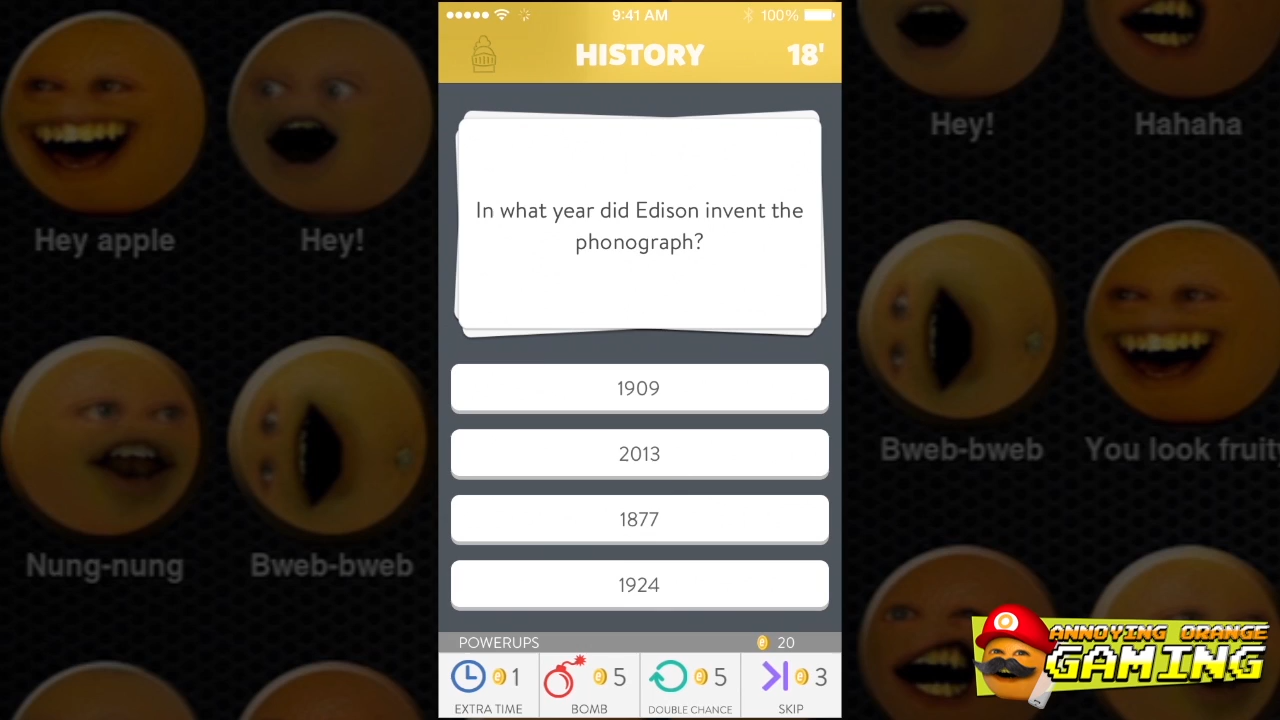 9:41 AM
100%
HISTORY
18'
In what year did Edison invent the
phonograph?
1909
2013
1877
1924
POWERUPS
20
1
5
5
3
EXTRA TIME
BOMB
DOUBLE CHANCE
SKIP
Hey apple
Hey!
Nung-nung
Bweb-bweb
Hey!
Hahaha
Bweb-bweb
You look fruity
ANNOYING ORANGE
GAMING